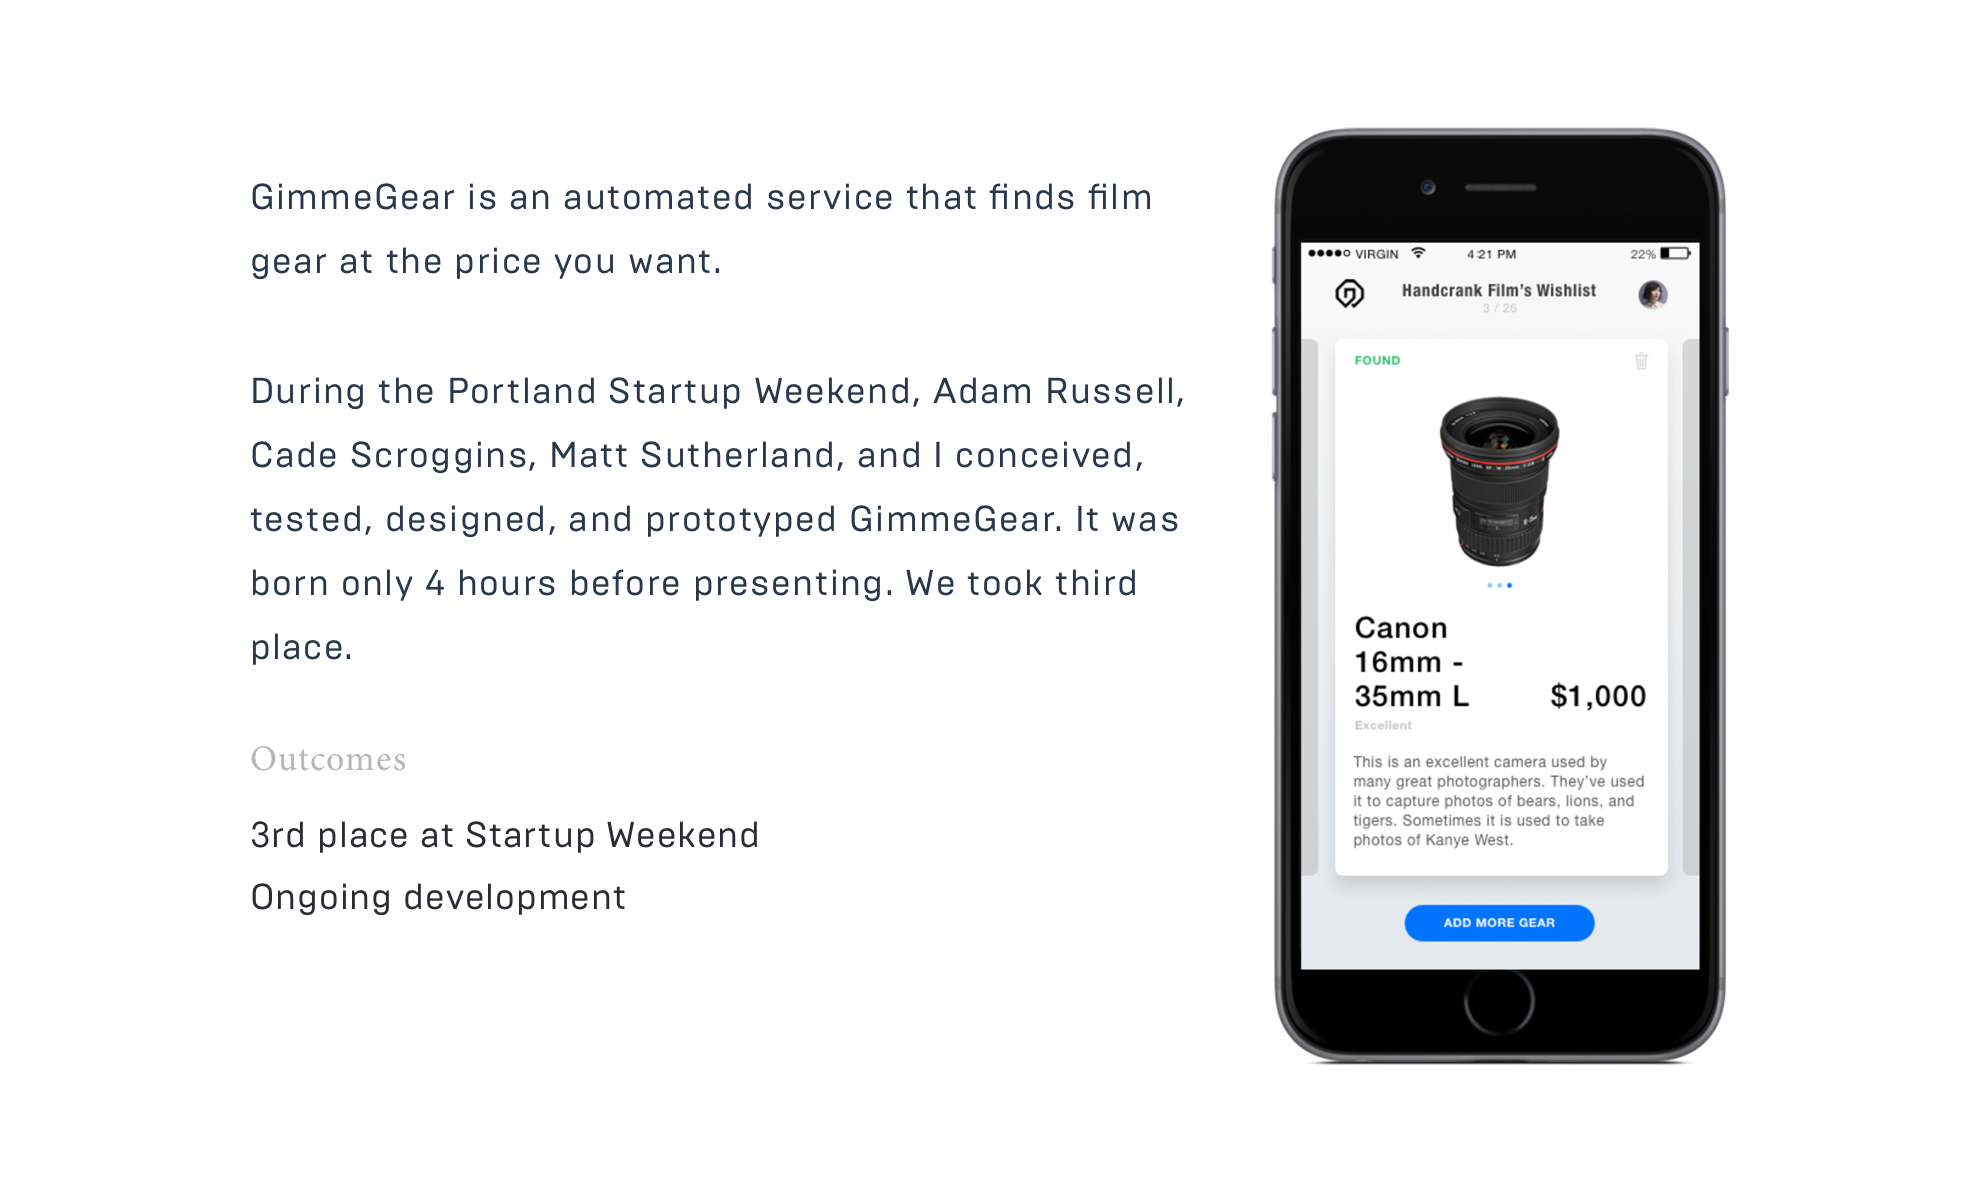 GimmeGear is an automated service that finds film
gear at the price you want.
During the Portland Startup Weekend, Adam Russell,
Cade Scroggins, Matt Sutherland, and I conceived,
tested, designed, and prototyped GimmeGear. It was
born only 4 hours before presenting. We took third
place.
Outcomes
3rd place at Startup Weekend
Ongoing development
VIRGIN 4:21 PM 22%
Handcrank Film's Wishlist
3 / 26
FOUND
Canon
16mm -
35mm L $1,000
Excellent
This is an excellent camera used by
many great photographers. They've used
it to capture photos of bears, lions, and
tigers. Sometimes it is used to take
photos of Kanye West.
ADD MORE GEAR